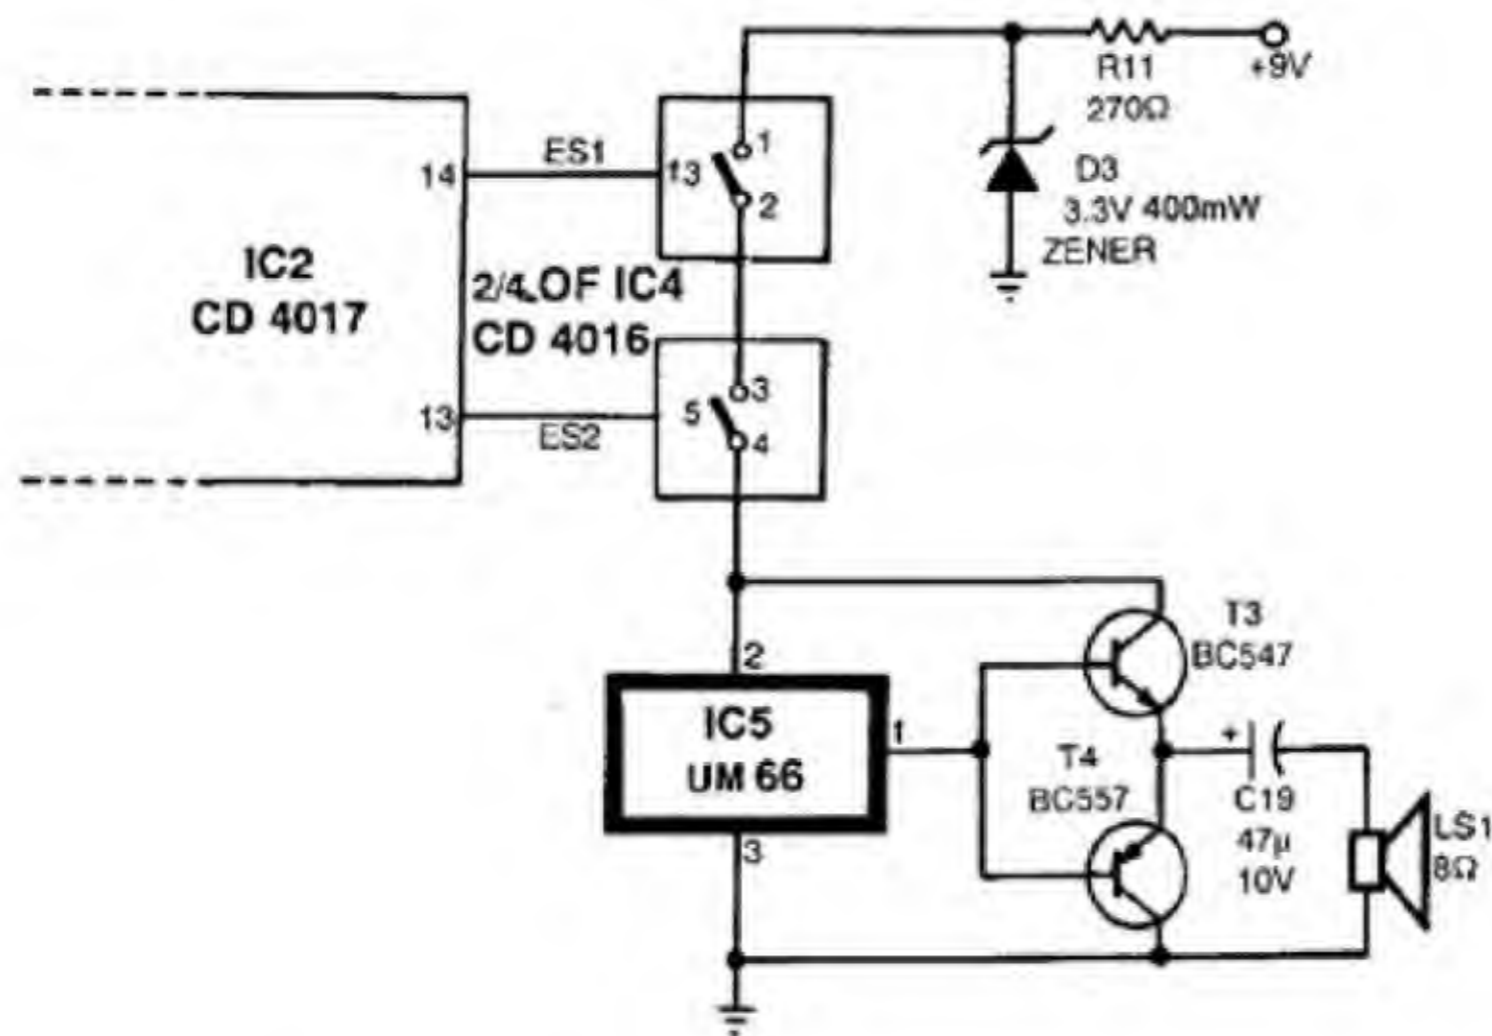 R11
270Ω
+9V
14
ES1
13
1
2
D3
3.3V 400mW
ZENER
IC2
CD 4017
2/4 OF IC4
CD 4016
13
ES2
5
3
4
2
T3
BC547
IC5
UM 66
1
T4
BC557
+
C19
47µ
10V
LS1
8Ω
3